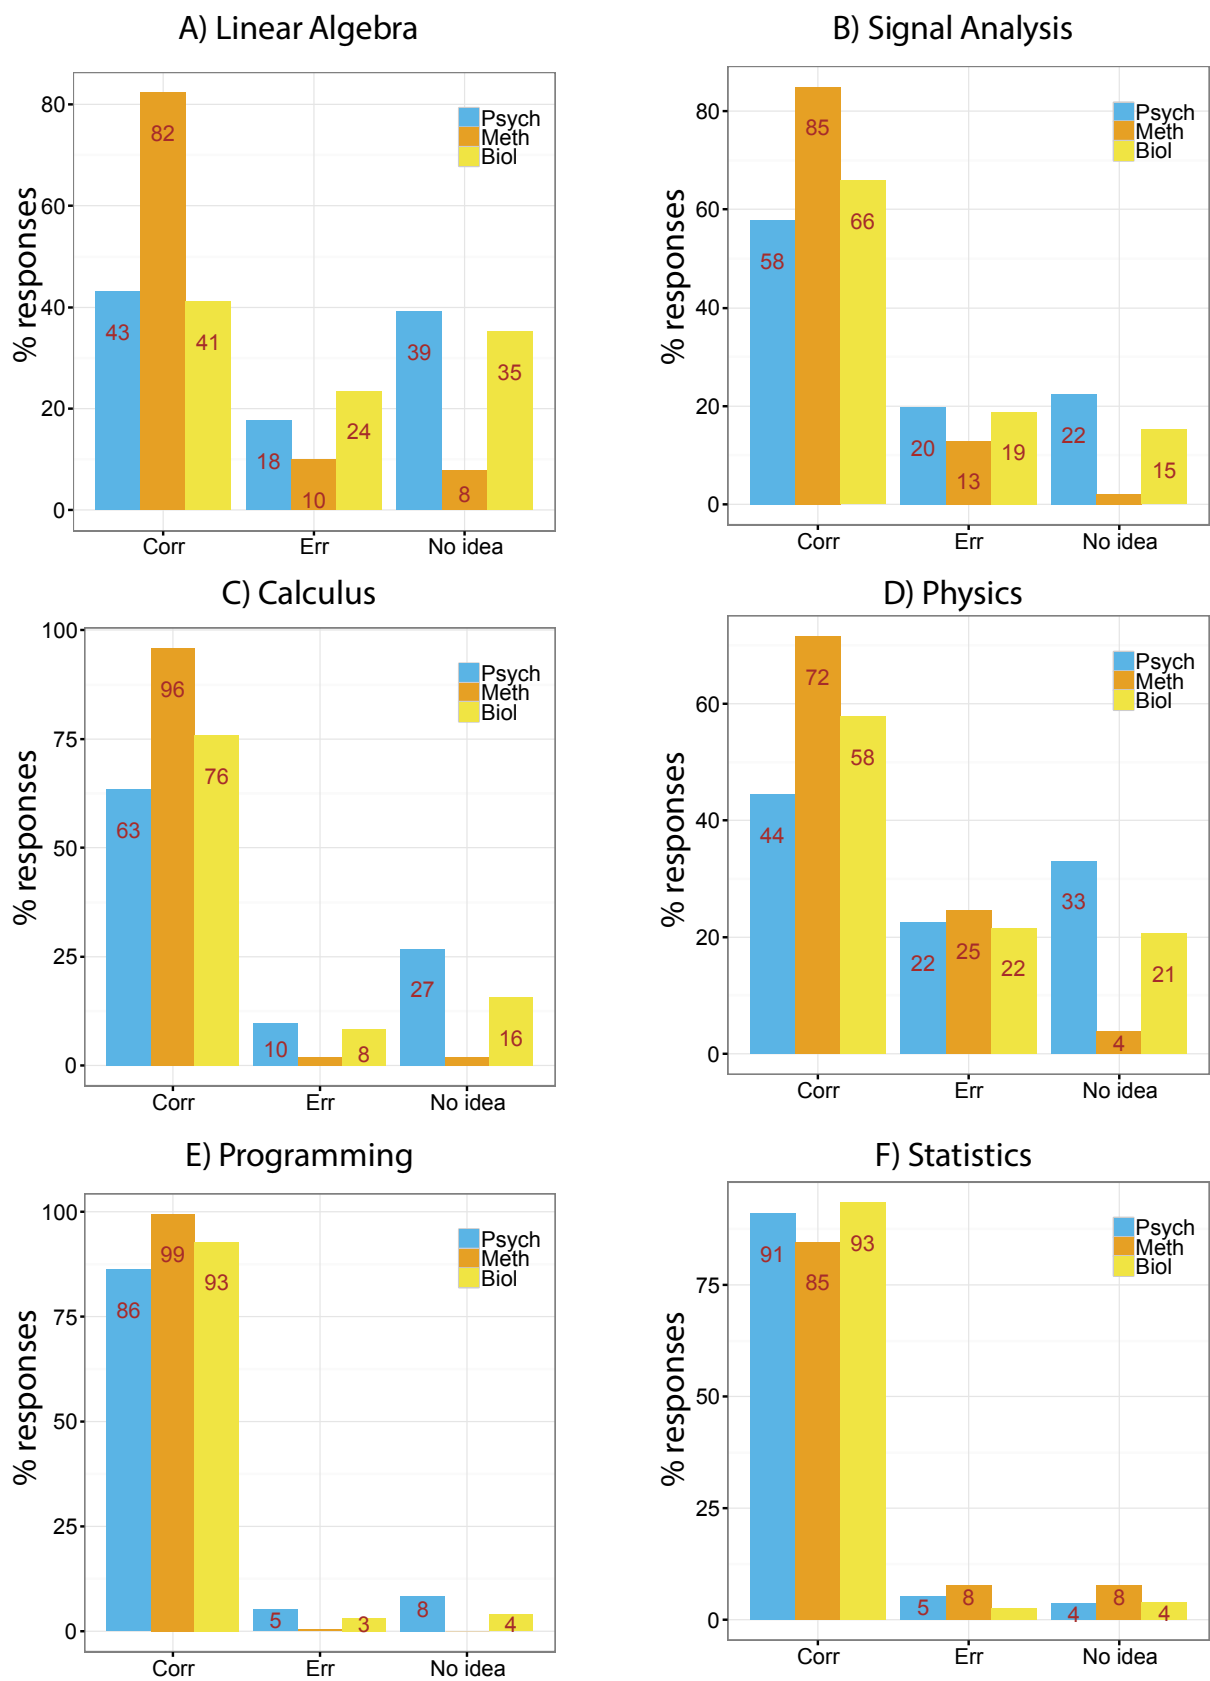 A) Linear Algebra
% responses
80
60
40
20
0
Psych
Meth
Biol
43
82
41
18
10
24
39
8
35
Corr Err No idea
B) Signal Analysis
% responses
80
60
40
20
0
Psych
Meth
Biol
58
85
66
20
13
19
22
15
Corr Err No idea
C) Calculus
% responses
100
75
50
25
0
Psych
Meth
Biol
63
96
76
10
8
27
16
Corr Err No idea
D) Physics
% responses
60
40
20
0
Psych
Meth
Biol
44
72
58
22
25
22
33
4
21
Corr Err No idea
E) Programming
% responses
100
75
50
25
0
Psych
Meth
Biol
86
99
93
5
3
8
4
Corr Err No idea
F) Statistics
% responses
75
50
25
0
Psych
Meth
Biol
91
85
93
5
8
4
8
4
Corr Err No idea